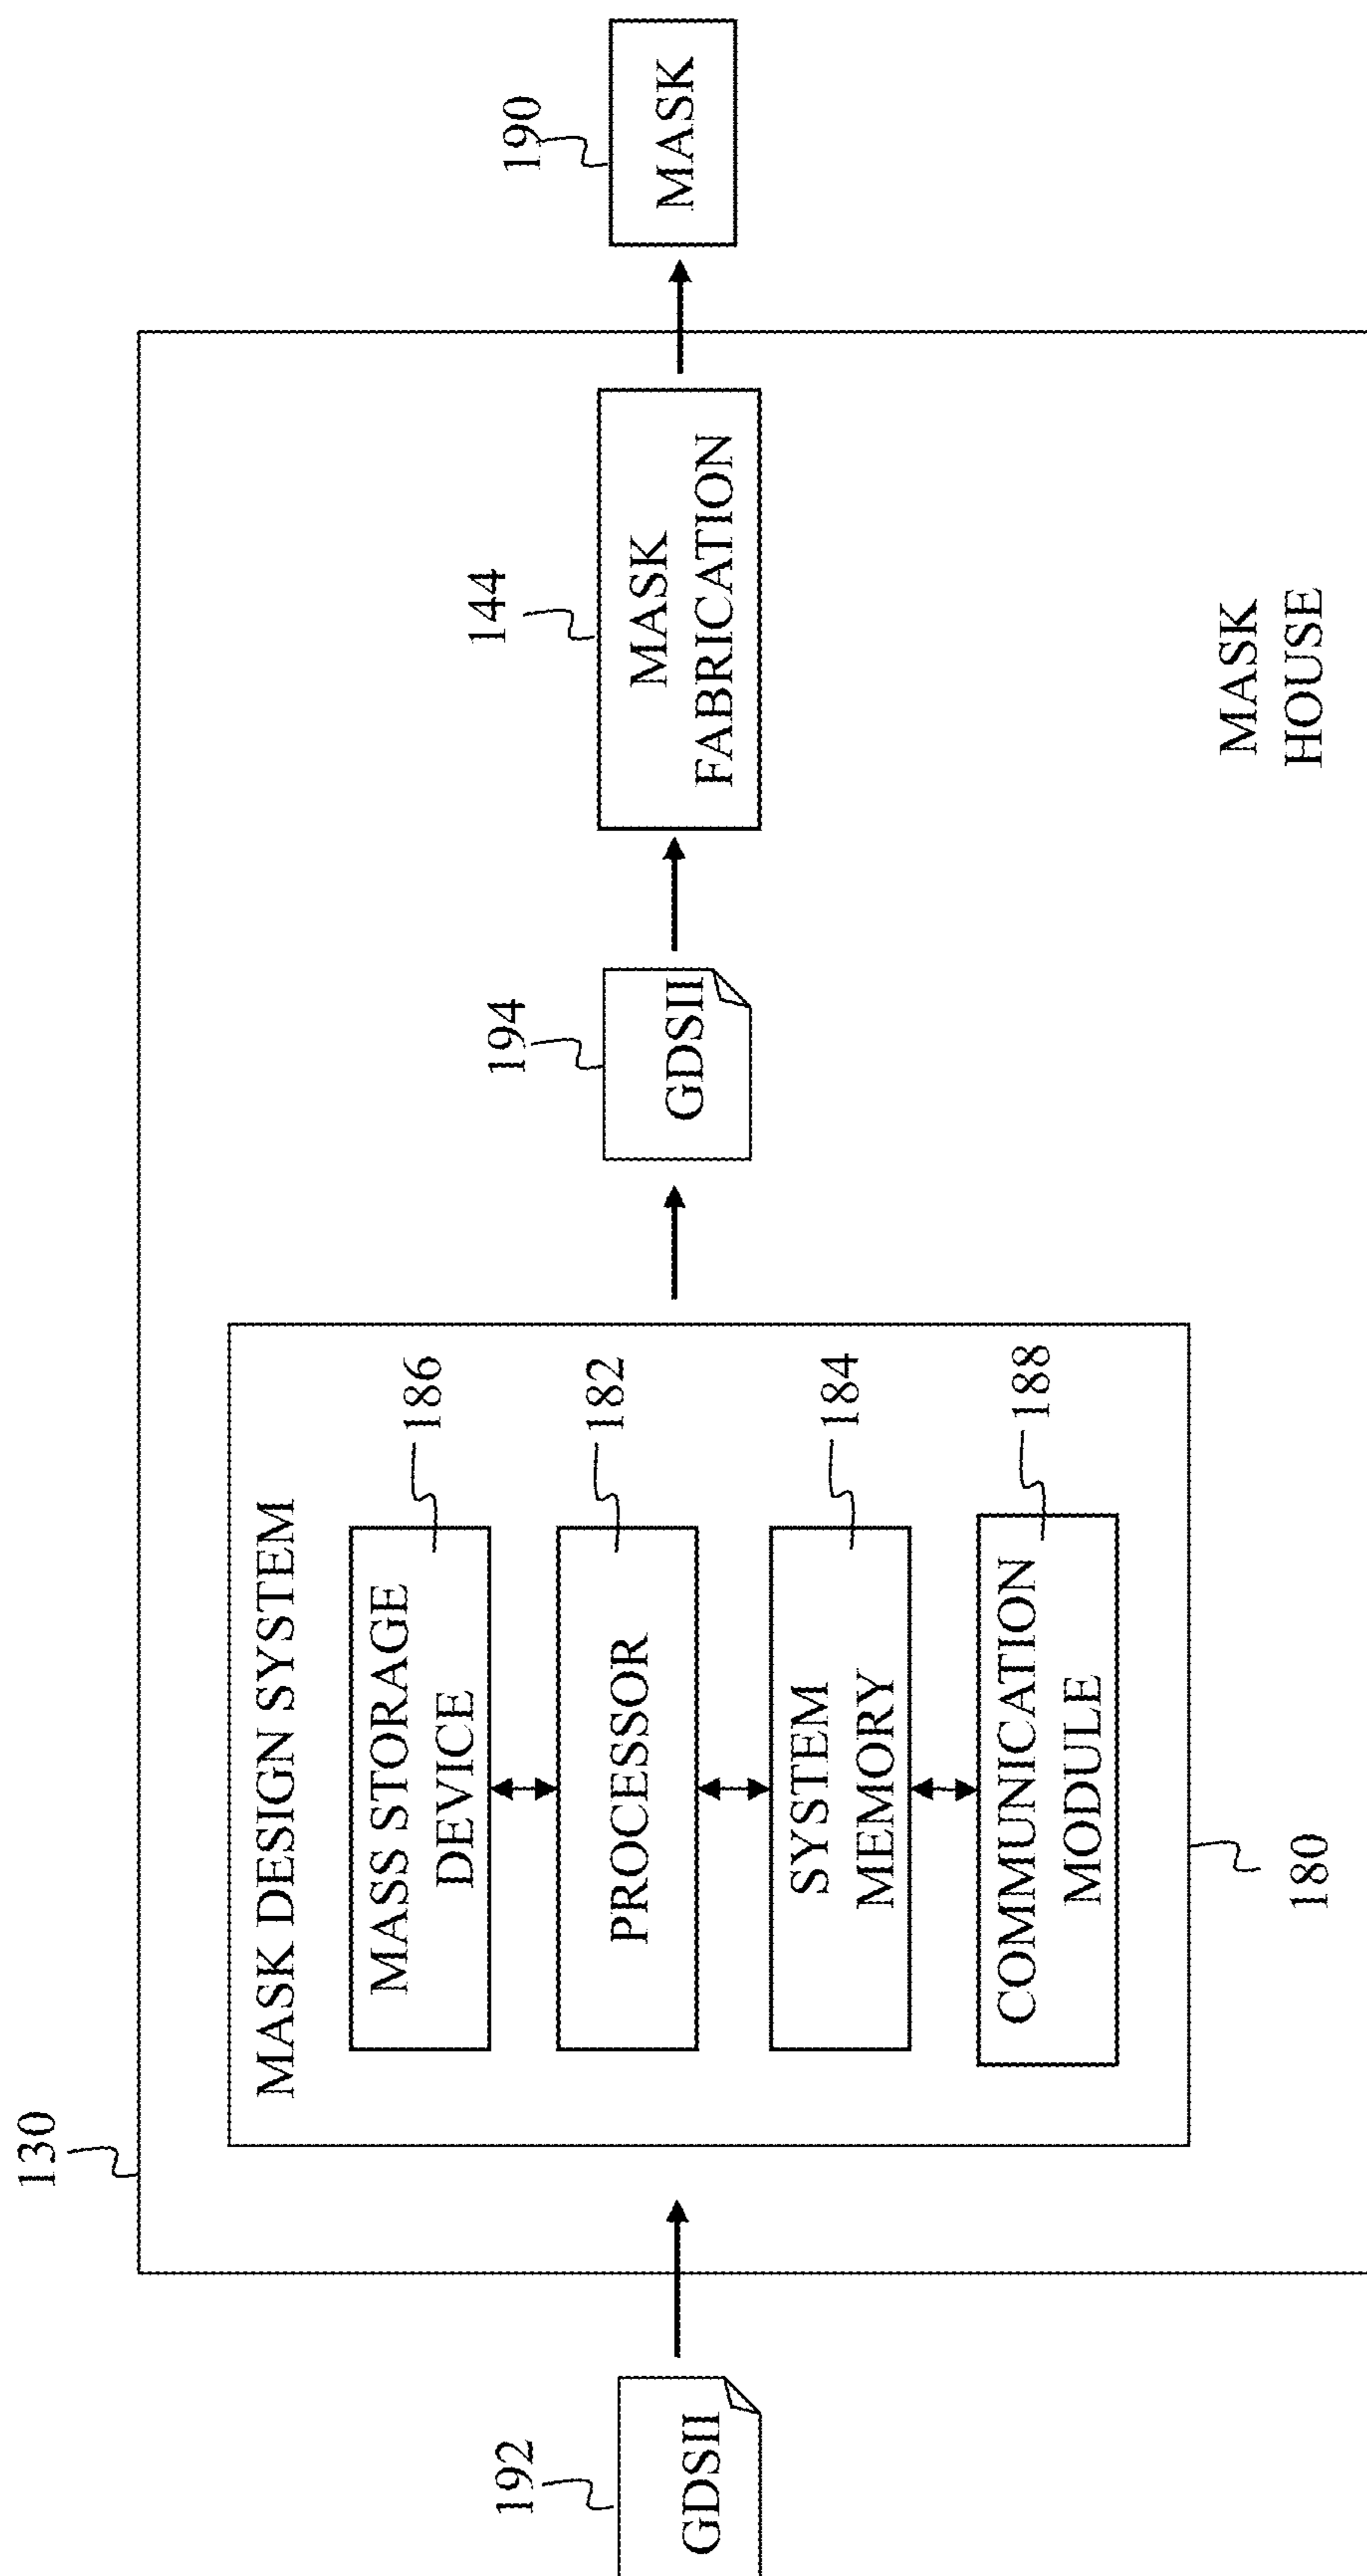 130
MASK DESIGN SYSTEM
MASS STORAGE
DEVICE
186
PROCESSOR
182
SYSTEM
MEMORY
184
COMMUNICATION
MODULE
188
180
192
GDSII
194
GDSII
144
MASK
FABRICATION
190
MASK
MASK
HOUSE